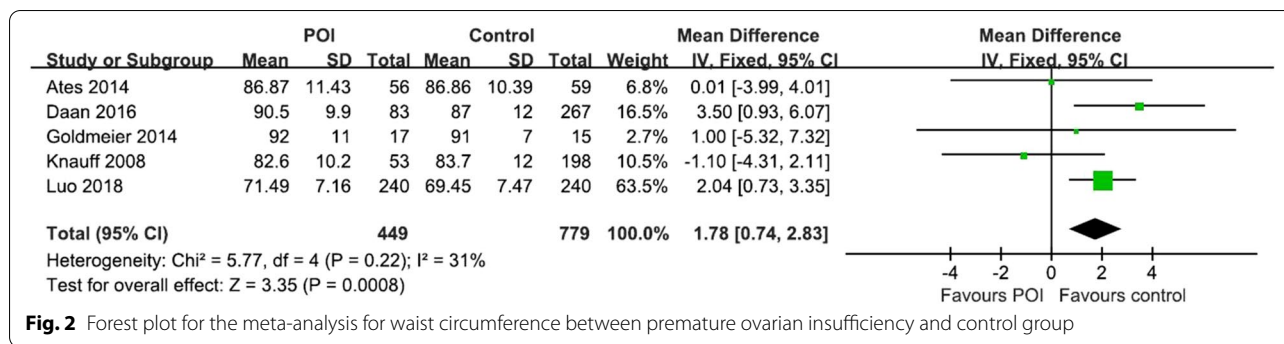 POI Control Mean Difference Mean Difference
Study or Subgroup Mean SD Total Mean SD Total Weight IV, Fixed, 95% CI IV, Fixed, 95% CI
Ates 2014 86.87 11.43 56 86.86 10.39 59 6.8% 0.01 [-3.99, 4.01]
Daan 2016 90.5 9.9 83 87 12 267 16.5% 3.50 [0.93, 6.07]
Goldmeier 2014 92 11 17 91 7 15 2.7% 1.00 [-5.32, 7.32]
Knauff 2008 82.6 10.2 53 83.7 12 198 10.5% -1.10 [-4.31, 2.11]
Luo 2018 71.49 7.16 240 69.45 7.47 240 63.5% 2.04 [0.73, 3.35]
Total (95% CI) 449 779 100.0% 1.78 [0.74, 2.83]
Heterogeneity: Chi² = 5.77, df = 4 (P = 0.22); I² = 31%
Test for overall effect: Z = 3.35 (P = 0.0008)
-4 -2 0 2 4
Favours POI Favours control
Fig. 2 Forest plot for the meta-analysis for waist circumference between premature ovarian insufficiency and control group